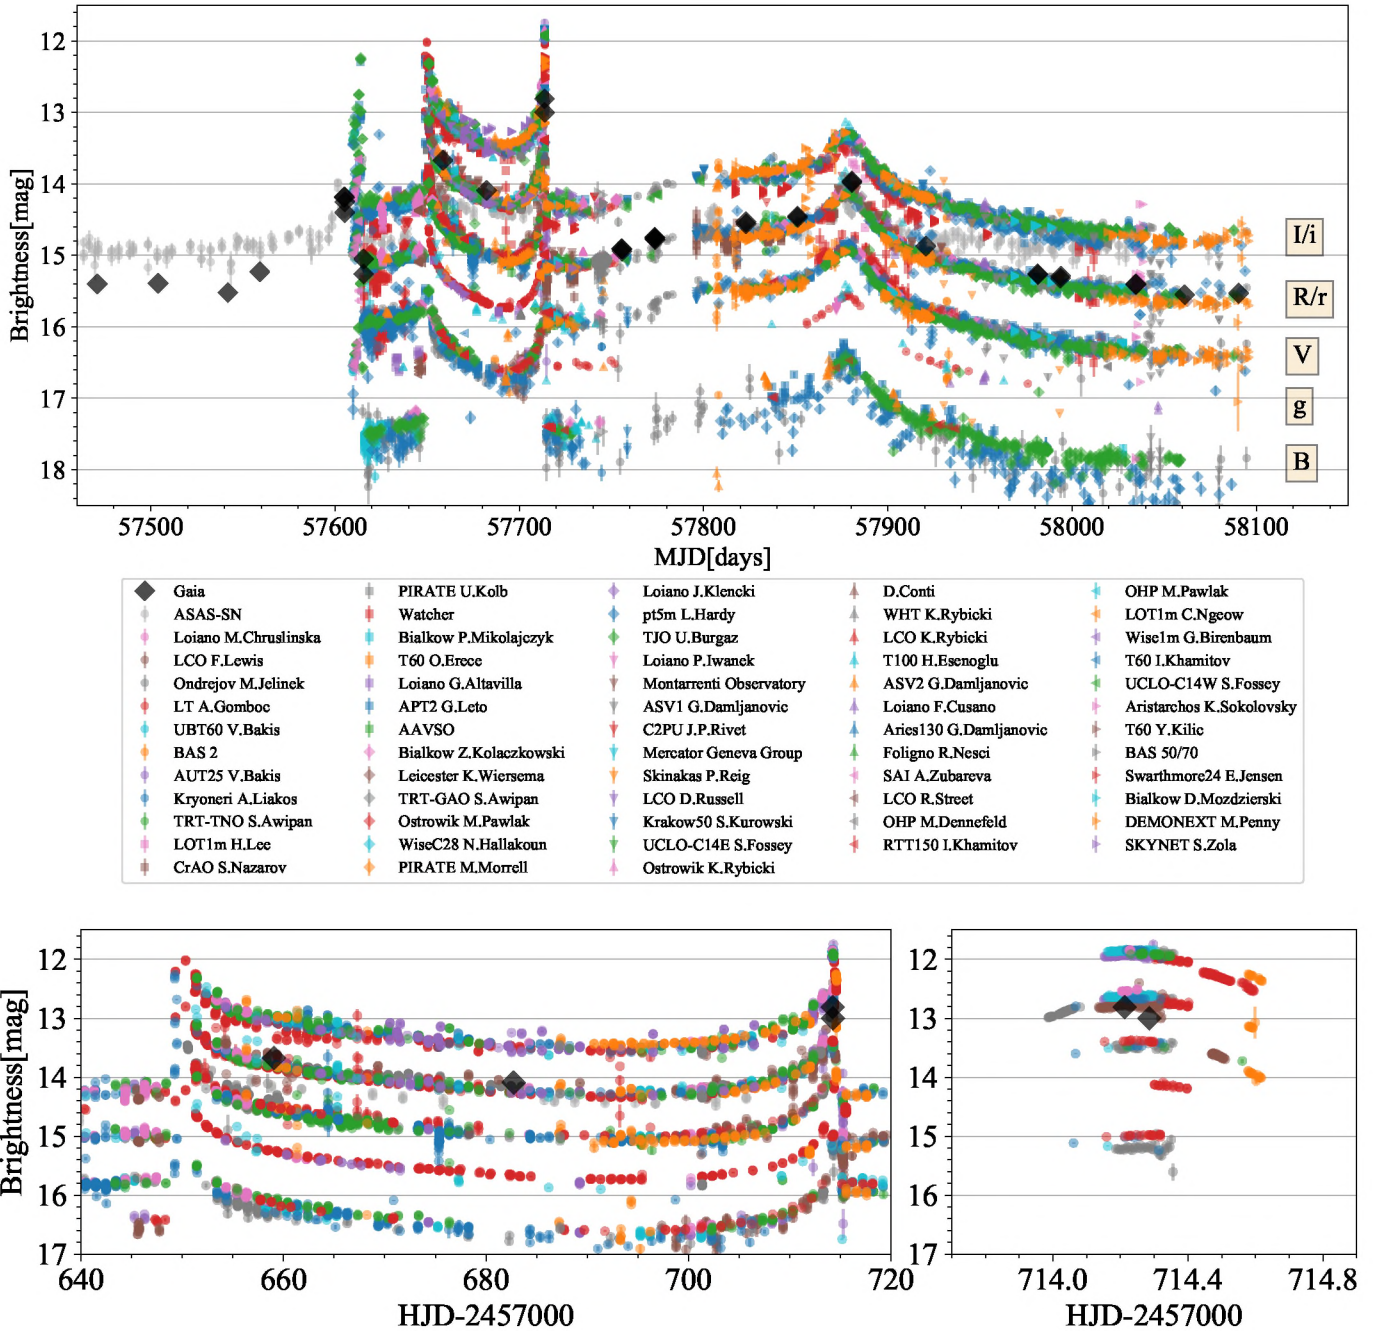 12
13
14
15
16
17
18
Brightness[mag]
I/i
R/r
V
g
B
57500 57600 57700 57800 57900 58000 58100
MJD[days]
Gaia PIRATE U.Kolb Loiano J.Klencki D.Conti OHP M.Pawlak
ASAS-SN Watcher pt5m L.Hardy WHT K.Rybicki LOT1m C.Ngeow
Loiano M.Chruslinska Bialkow P.Mikolajczyk TJO U.Burgaz LCO K.Rybicki Wise1m G.Birenbaum
LCO F.Lewis T60 O.Erece Loiano P.Iwanek T100 H.Esenoglu T60 I.Khamitov
Ondrejov M.Jelinek Loiano G.Altavilla Montarrenti Observatory ASV2 G.Damljanovic UCLO-C14W S.Fossey
LT A.Gomboc APT2 G.Leto ASV1 G.Damljanovic Loiano F.Cusano Aristarchos K.Sokolovsky
UBT60 V.Bakis AAVSO C2PU J.P.Rivet Aries130 G.Damljanovic T60 Y.Kilic
BAS 2 Bialkow Z.Kolaczkowski Mercator Geneva Group Foligno R.Nesci BAS 50/70
AUT25 V.Bakis Leicester K.Wiersema Skinakas P.Reig SAI A.Zubareva Swarthmore24 E.Jensen
Kryoneri A.Liakos TRT-GAO S.Awipan LCO D.Russell LCO R.Street Bialkow D.Mozdzierski
TRT-TNO S.Awipan Ostrowik M.Pawlak Krakow50 S.Kurowski OHP M.Dennefeld DEMONEXT M.Penny
LOT1m H.Lee WiseC28 N.Hallakoun UCLO-C14E S.Fossey RTT150 I.Khamitov SKYNET S.Zola
CrAO S.Nazarov PIRATE M.Morrell Ostrowik K.Rybicki
12
13
14
15
16
17
Brightness[mag]
640 660 680 700 720
HJD-2457000
12
13
14
15
16
17
714.0 714.4 714.8
HJD-2457000